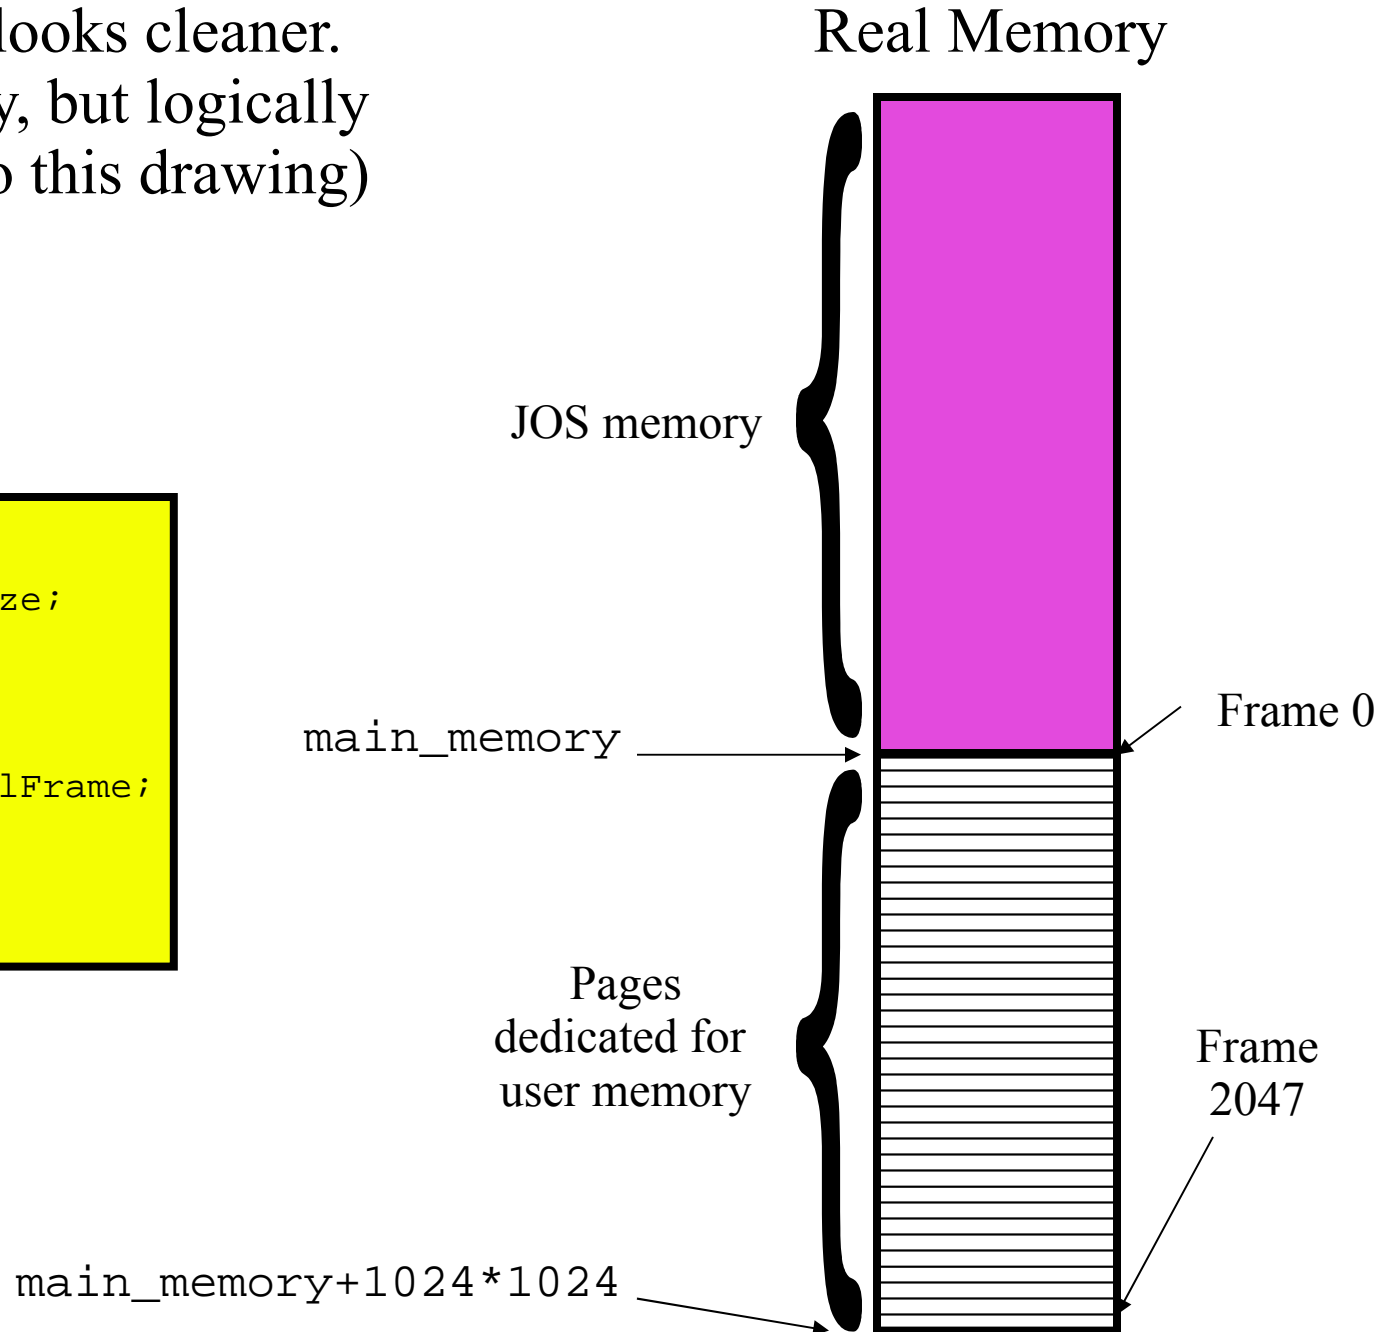 looks cleaner.
, but logically
this drawing)
Real Memory
JOS memory
ze;
lFrame;
main_memory
Frame 0
Pages
dedicated for
user memory
Frame
2047
main_memory+1024*1024